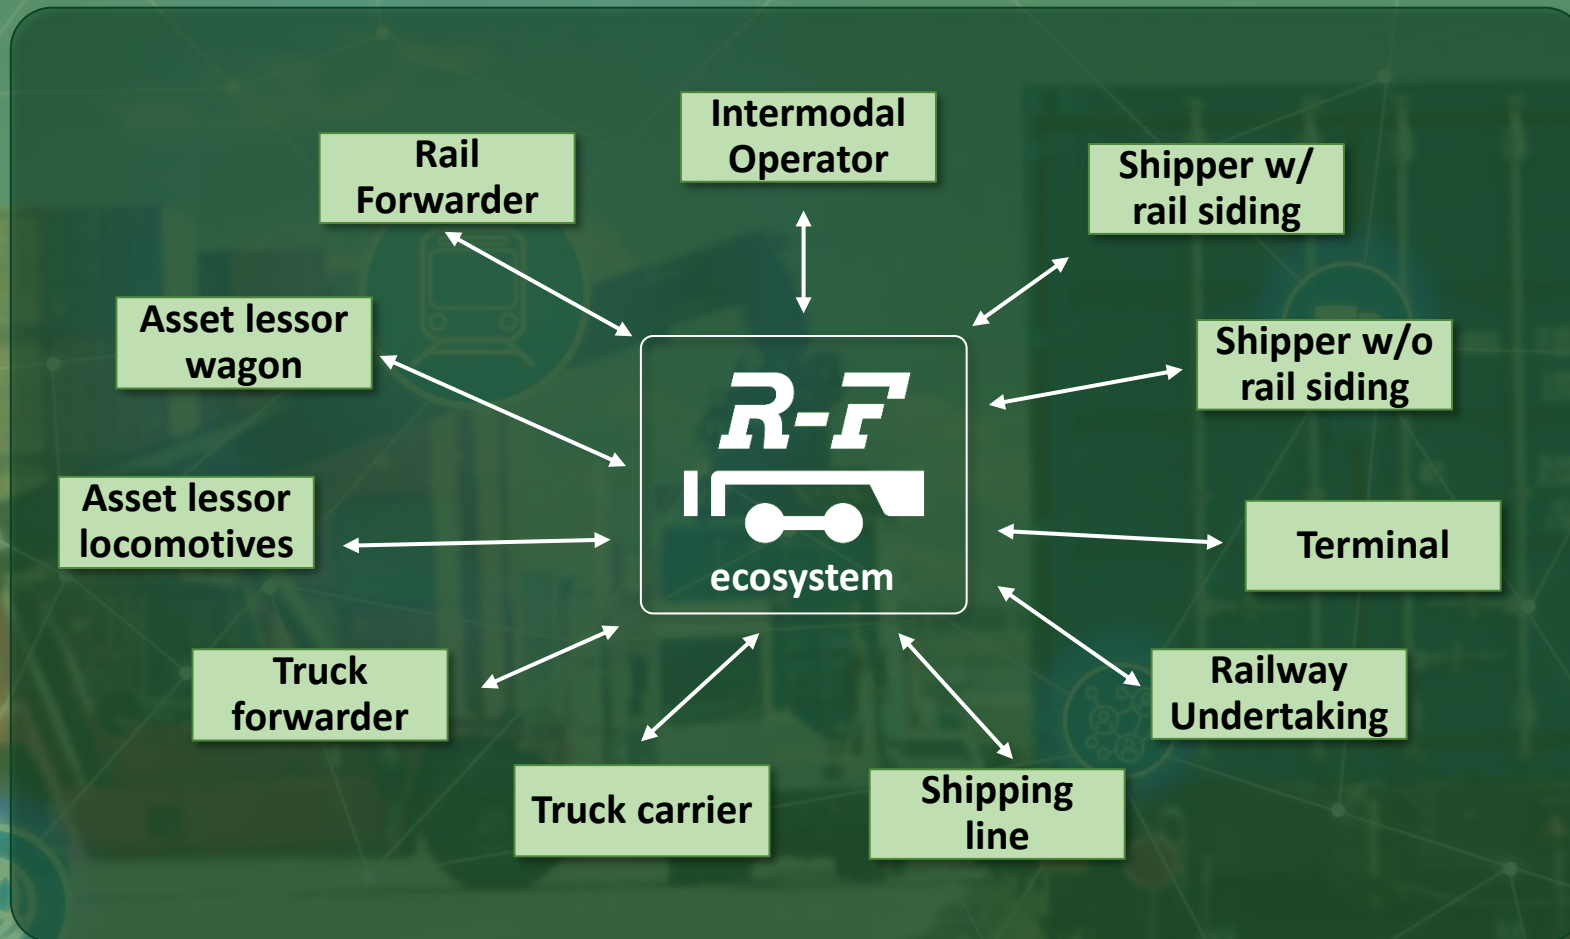 Intermodal
Operator
Rail
Forwarder
Shipper w/
rail siding
Asset lessor
wagon
Shipper w/o
rail siding
R-F
ecosystem
Asset lessor
locomotives
Terminal
Truck
forwarder
Railway
Undertaking
Truck carrier
Shipping
line